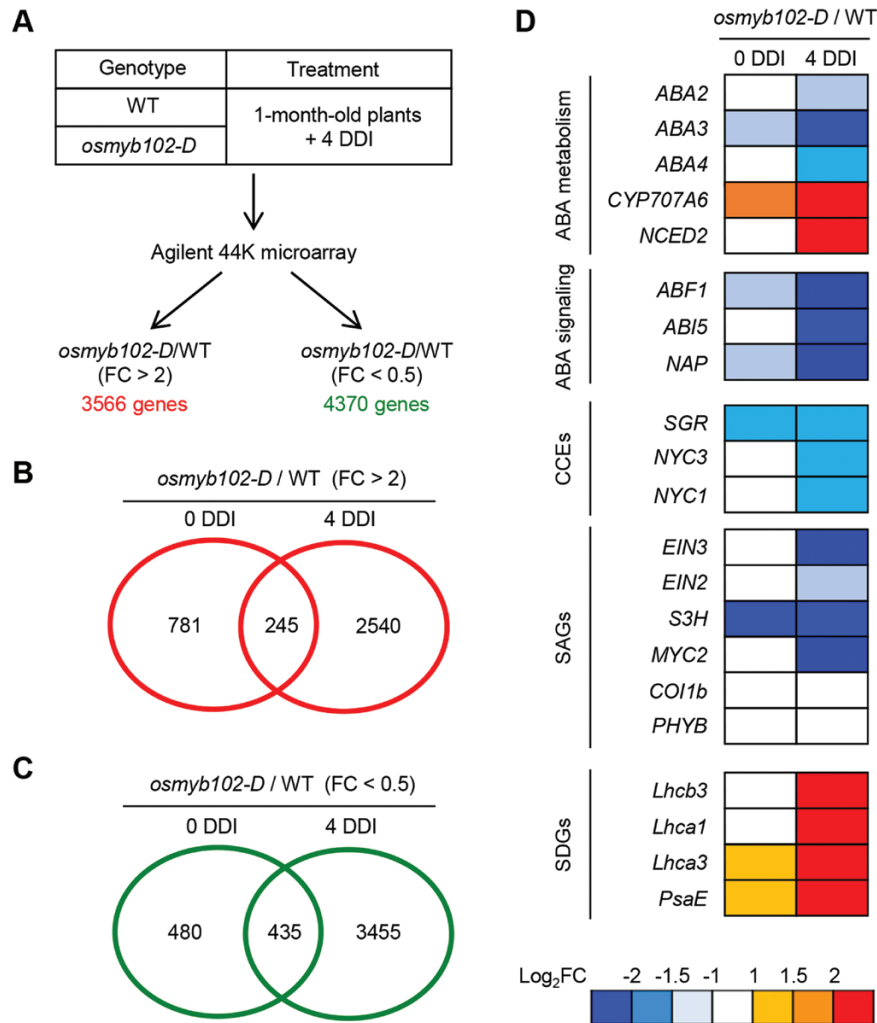 A
Genotype Treatment
WT
osmyb102-D
1-month-old plants
+ 4 DDI
Agilent 44K microarray
osmyb102-D/WT
(FC > 2)
3566 genes
osmyb102-D/WT
(FC < 0.5)
4370 genes
B
osmyb102-D / WT (FC > 2)
0 DDI 4 DDI
781 245 2540
C
osmyb102-D / WT (FC < 0.5)
0 DDI 4 DDI
480 435 3455
D
osmyb102-D / WT
0 DDI 4 DDI
ABA metabolism
ABA2
ABA3
ABA4
CYP707A6
NCED2
ABA signaling
ABF1
ABI5
NAP
CCEs
SGR
NYC3
NYC1
SAGs
EIN3
EIN2
S3H
MYC2
COI1b
PHYB
SDGs
Lhcb3
Lhca1
Lhca3
PsaE
Log₂FC -2 -1.5 -1 1 1.5 2